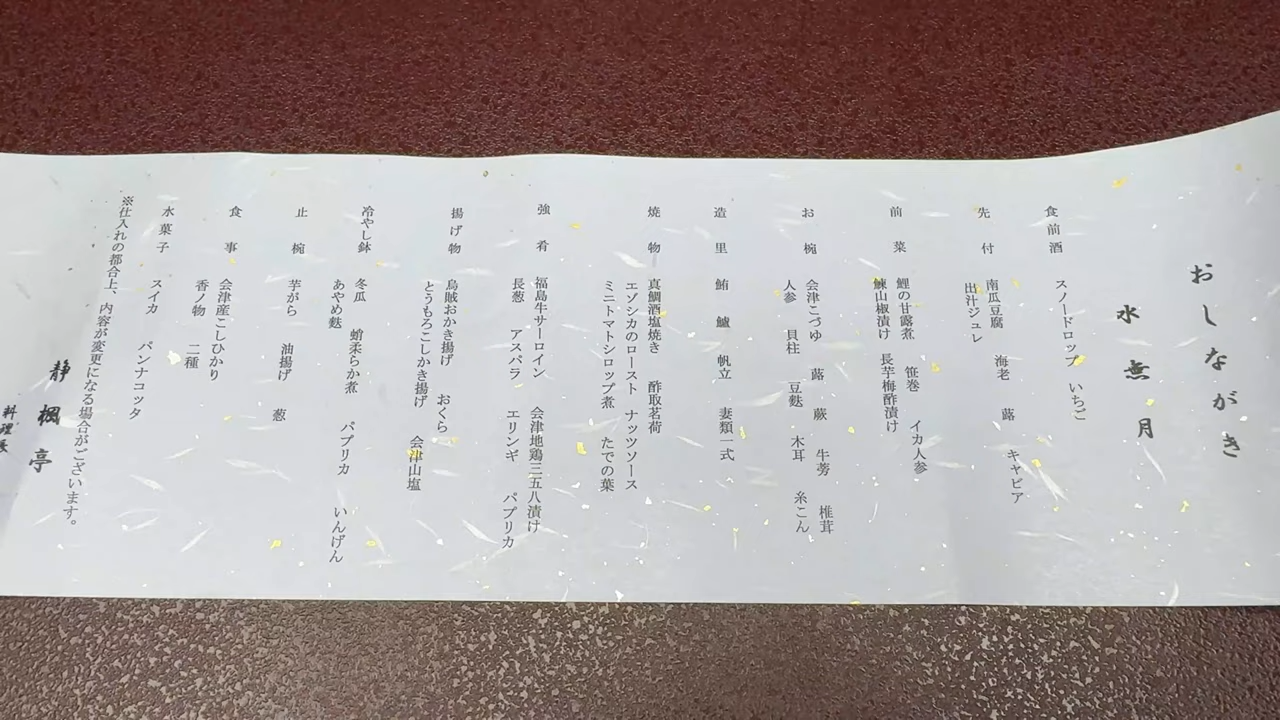 おしながき
水無月
食前酒 スノードロップ いちご
先付 南瓜豆腐 海老 蕗 キャビア
出汁ジュレ
前菜 鯉の甘露煮 笹巻 イカ人参
鰊山椒漬け 長芋梅酢漬け
お椀 会津こづゆ 蕗 蕨 牛蒡 椎茸
人参 貝柱 豆麩 木耳 糸こん
造里 鮪 鱸 帆立 妻類一式
焼物 真鯛酒塩焼き 酢取茗荷
エゾシカのロースト ナッツソース
ミニトマトシロップ煮 たでの葉
強肴 福島牛サーロイン 会津地鶏三五八漬け
長葱 アスパラ エリンギ パプリカ
揚げ物 烏賊おかき揚げ おくら
とうもろこしかき揚げ 会津山塩
冷やし鉢 冬瓜 蛸柔らか煮 パプリカ いんげん
あやめ麩
止椀 芋がら 油揚げ 葱
食事 会津産こしひかり
香ノ物 二種
水菓子 スイカ パンナコッタ
※仕入れの都合上、内容が変更になる場合がございます。
静楓亭
料理長